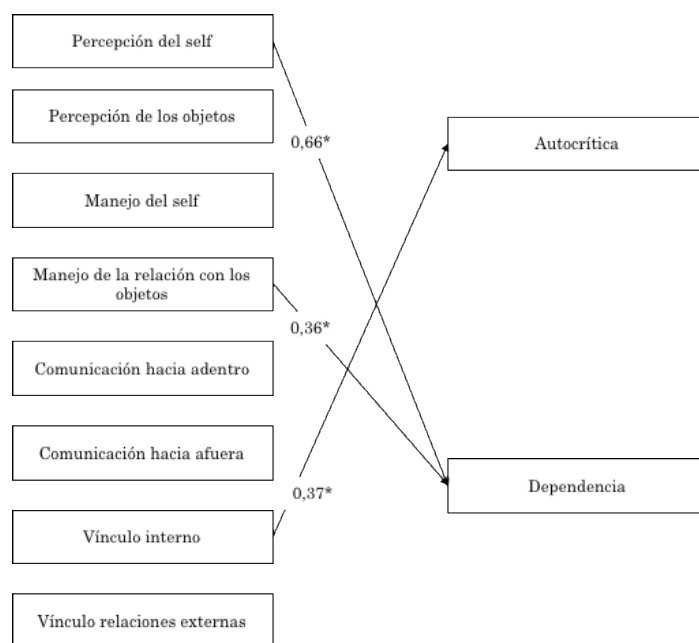 Percepción del self
Percepción de los objetos
0,66*
Autocrítica
Manejo del self
Manejo de la relación con los
objetos
0,36*
Comunicación hacia adentro
Comunicación hacia afuera
0,37*
Dependencia
Vínculo interno
Vínculo relaciones externas